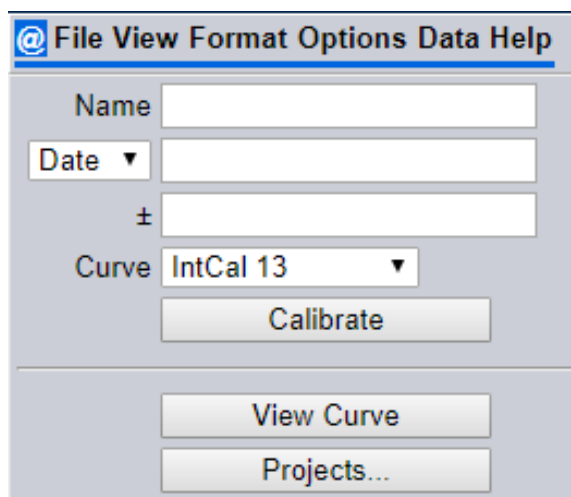 @ File View Format Options Data Help
Name
Date ▼
±
Curve IntCal 13 ▼
Calibrate
View Curve
Projects...